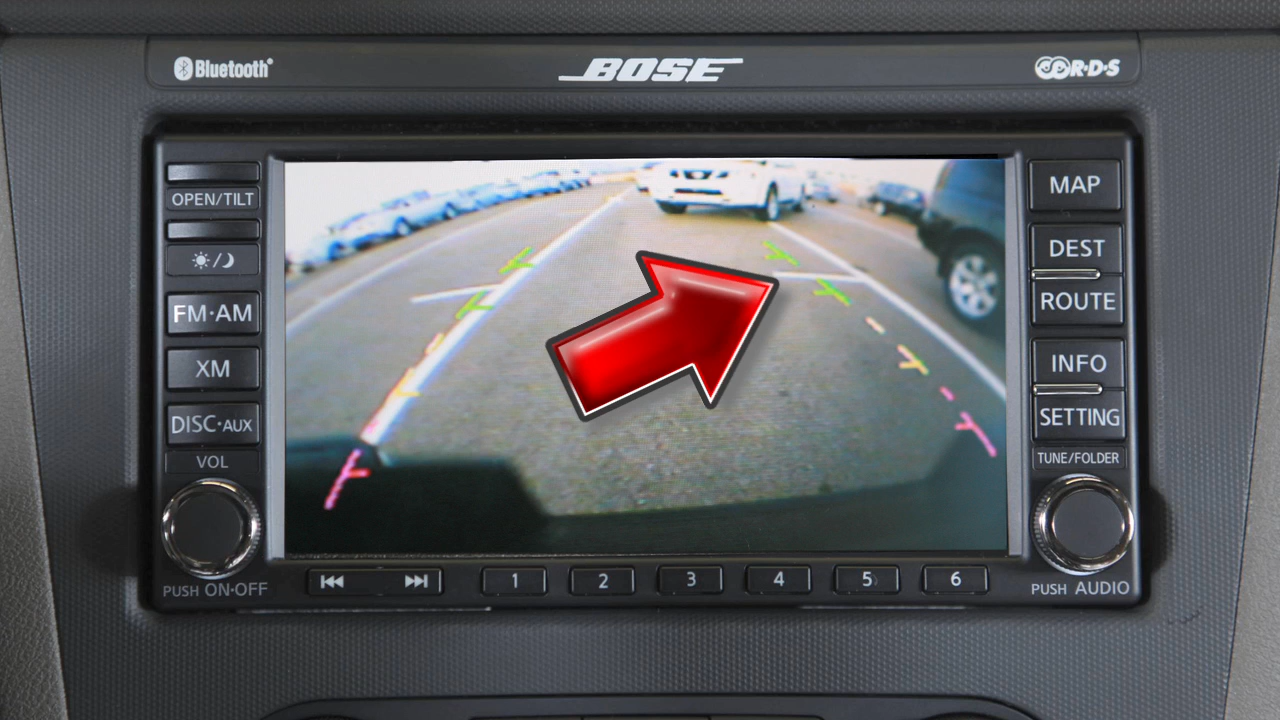 Bluetooth
BOSE
R·D·S
OPEN/TILT
MAP
DEST
FM·AM
ROUTE
XM
INFO
DISC·AUX
SETTING
VOL
TUNE/FOLDER
1 2 3 4 5 6
PUSH ON·OFF
PUSH AUDIO